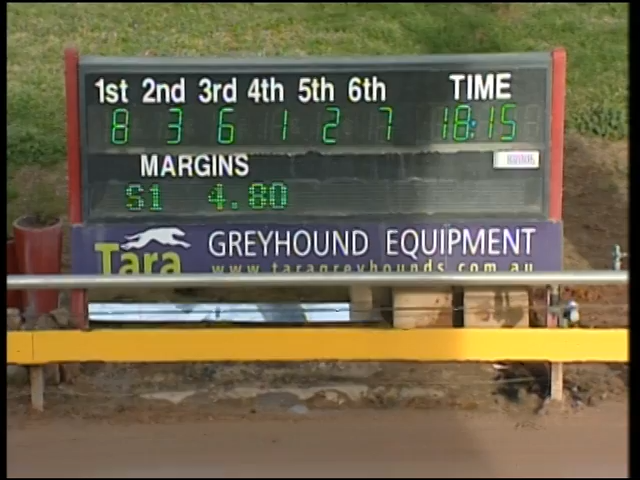 1st 2nd 3rd 4th 5th 6th TIME
8 3 6 1 2 7 18:15
MARGINS
S1 4.80
Tara GREYHOUND EQUIPMENT
www.taragreyhounds.com.au